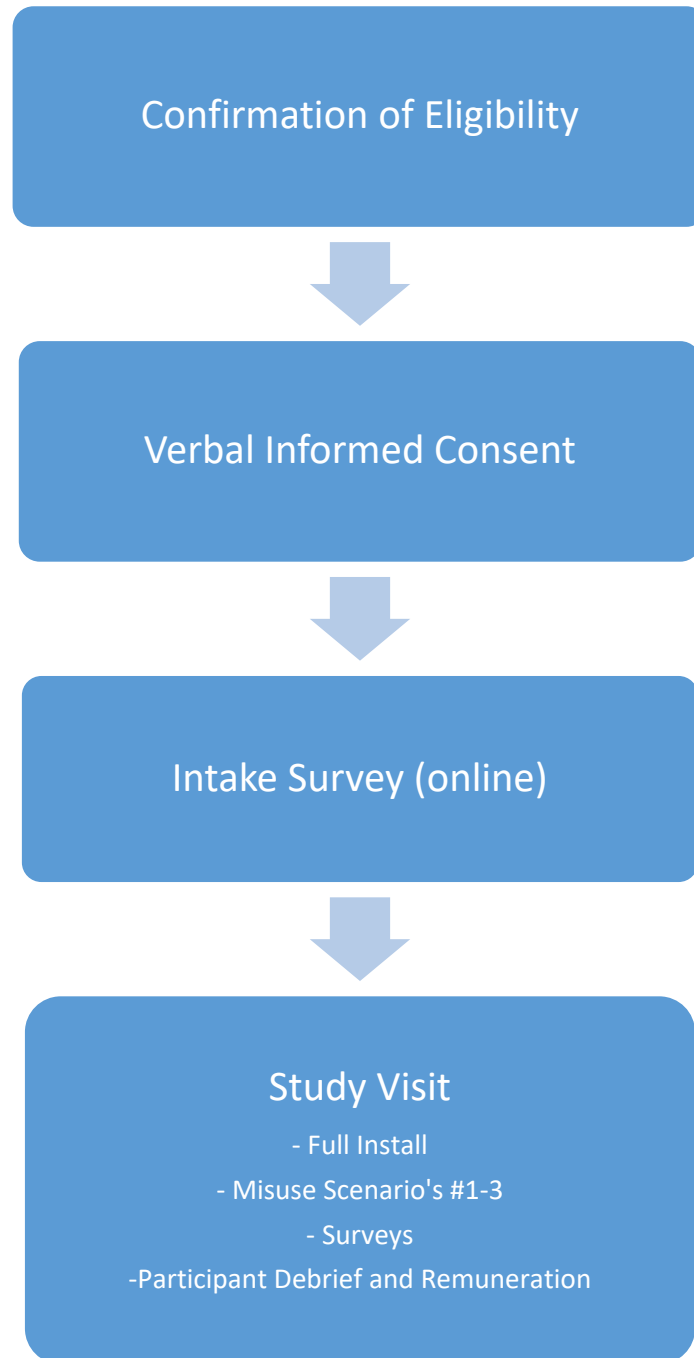 Confirmation of Eligibility
Verbal Informed Consent
Intake Survey (online)
Study Visit
- Full Install
- Misuse Scenario's #1-3
- Surveys
-Participant Debrief and Remuneration